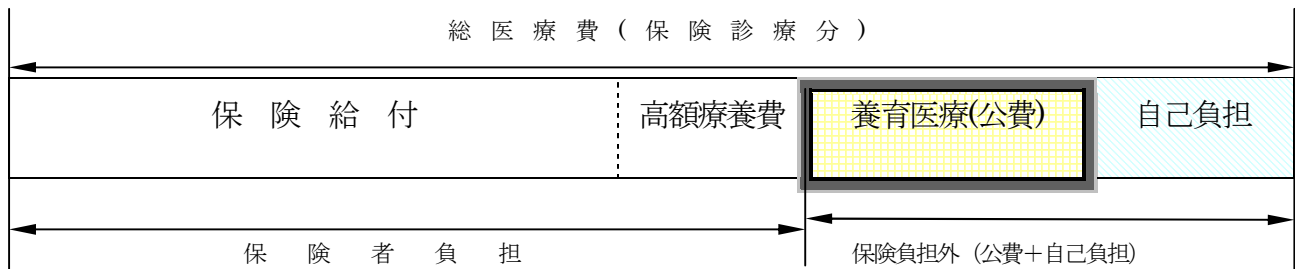 総医療費(保険診療分)
保険給付 高額療養費 養育医療(公費) 自己負担
保険者負担 保険負担外(公費+自己負担)